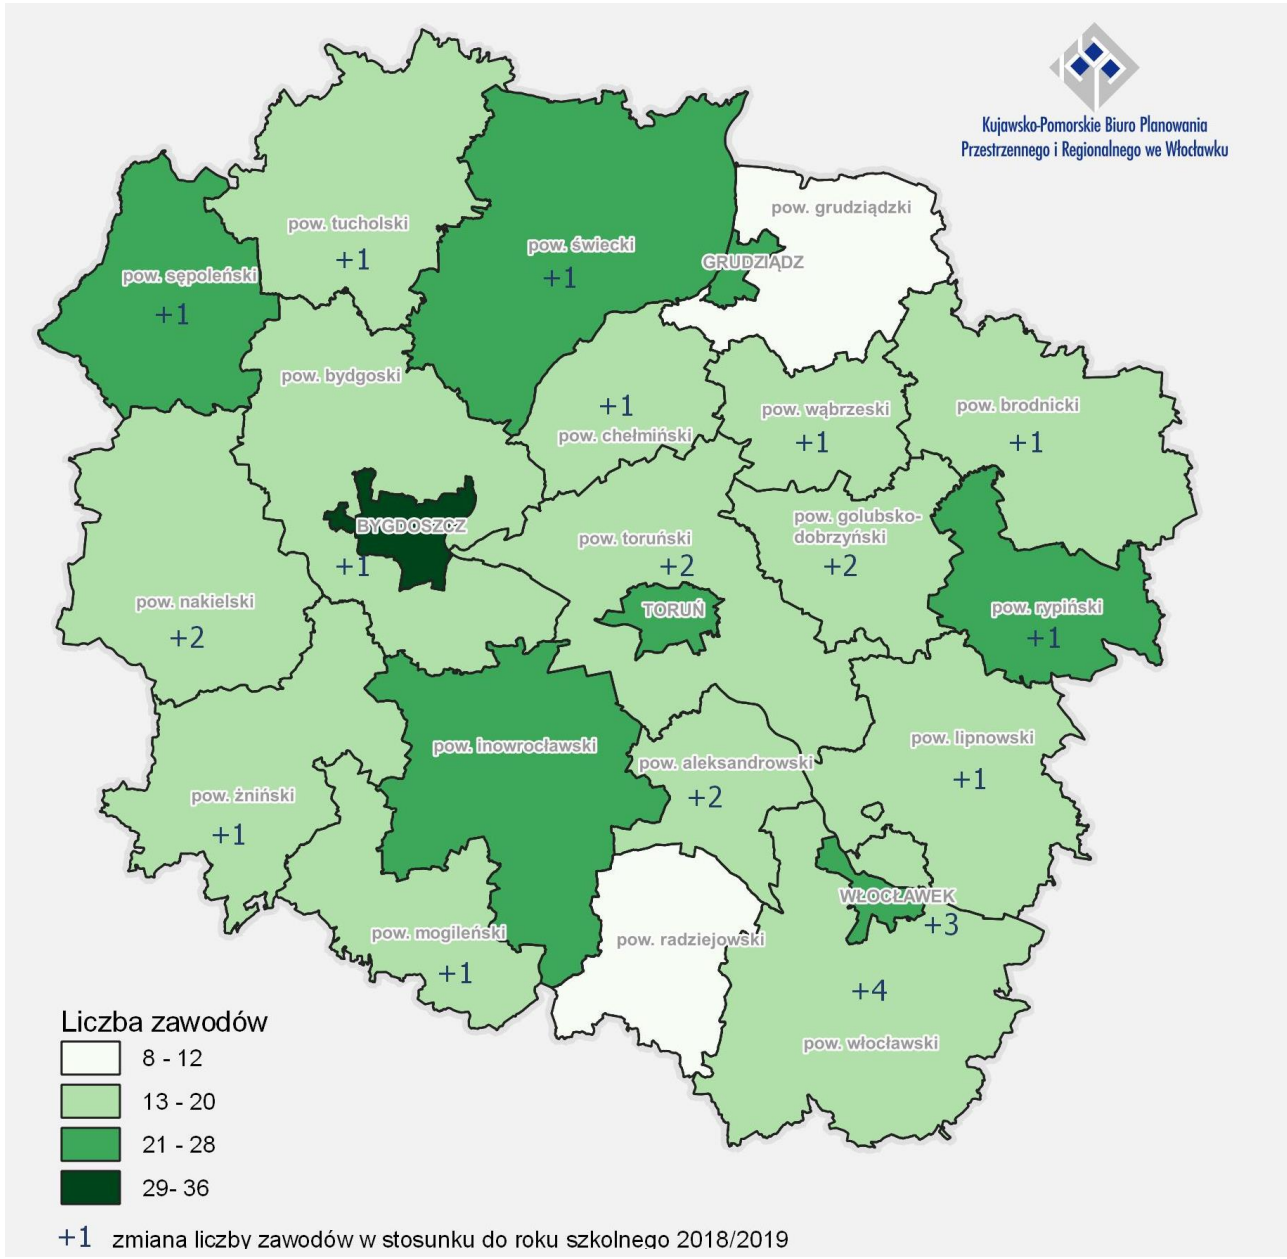 Kujawsko-Pomorskie Biuro Planowania
Przestrzennego i Regionalnego we Włocławku
pow. grudziądzki
pow. tucholski
+1
pow. świecki
+1
GRUDZIĄDZ
pow. sępoleński
+1
pow. bydgoski
+1
pow. chełmiński
pow. wąbrzeski
+1
pow. brodnicki
+1
BYGDOSZCZ
+1
pow. toruński
+2
pow. golubsko-
dobrzyński
+2
pow. nakielski
+2
TORUŃ
pow. rypiński
+1
pow. inowrocławski
pow. aleksandrowski
+2
pow. lipnowski
+1
pow. żniński
+1
WŁOCŁAWEK
+3
pow. mogileński
+1
pow. radziejowski
+4
pow. włocławski
Liczba zawodów
8 - 12
13 - 20
21 - 28
29- 36
+1 zmiana liczby zawodów w stosunku do roku szkolnego 2018/2019